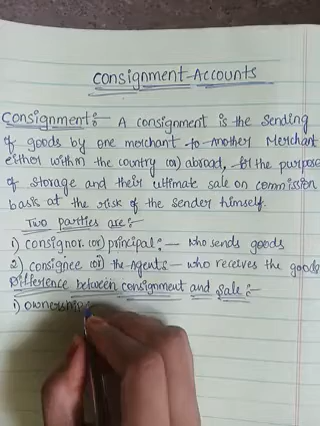 Consignment Accounts
Consignment:- A consignment is the sending
of goods by one merchant to another Merchant
either within the country (or) abroad, for the purpose
of storage and their ultimate sale on commission
basis at the risk of the sender himself.
Two parties are:-
1) consignor (or) principal:- who sends goods
2) consignee (or) the Agents - who receives the goods
Difference between consignment and sale:-
1) ownership: